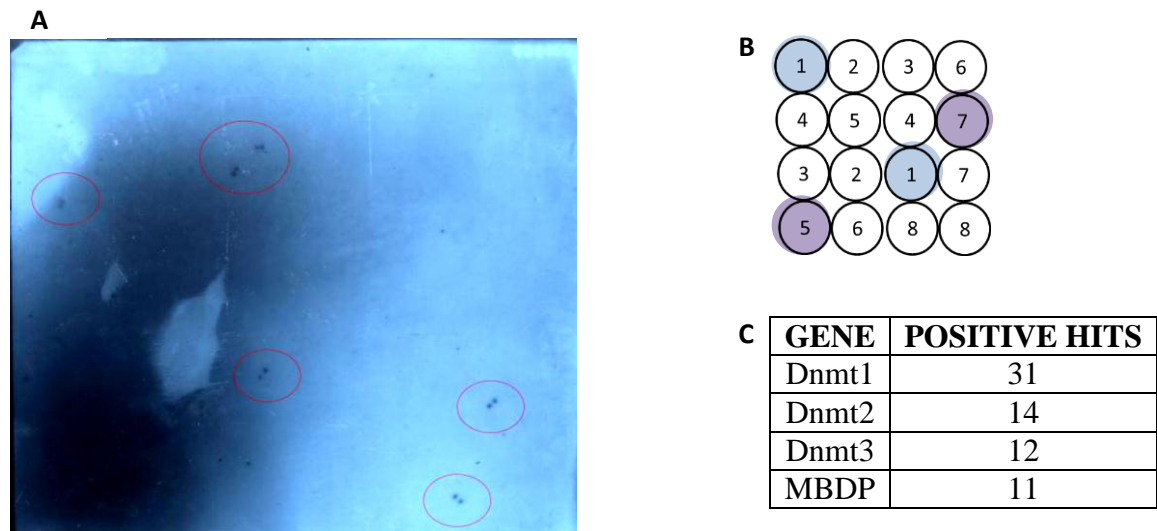 A
B
1 2 3 6
4 5 4 7
3 2 1 7
5 6 8 8
C
GENE POSITIVE HITS
Dnmt1 31
Dnmt2 14
Dnmt3 12
MBDP 11